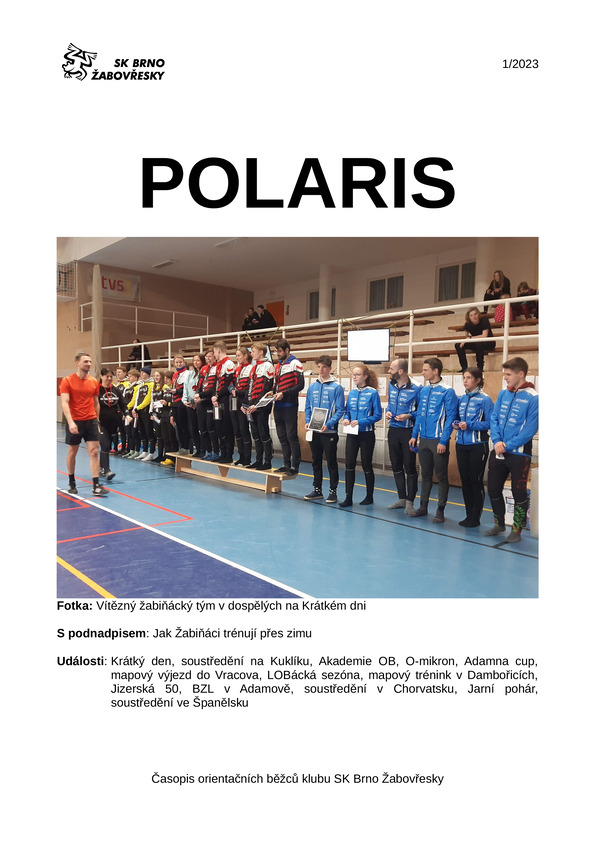 SK BRNO
ŽABOVŘESKY
1/2023
POLARIS
tvs
Fotka: Vítězný žabiňácký tým v dospělých na Krátkém dni
S podnadpisem: Jak Žabiňáci trénují přes zimu
Události: Krátký den, soustředění na Kuklíku, Akademie OB, O-mikron, Adamna cup,
mapový výjezd do Vracova, LOBácká sezóna, mapový trénink v Dambořicích,
Jizerská 50, BZL v Adamově, soustředění v Chorvatsku, Jarní pohár,
soustředění ve Španělsku
Časopis orientačních běžců klubu SK Brno Žabovřesky